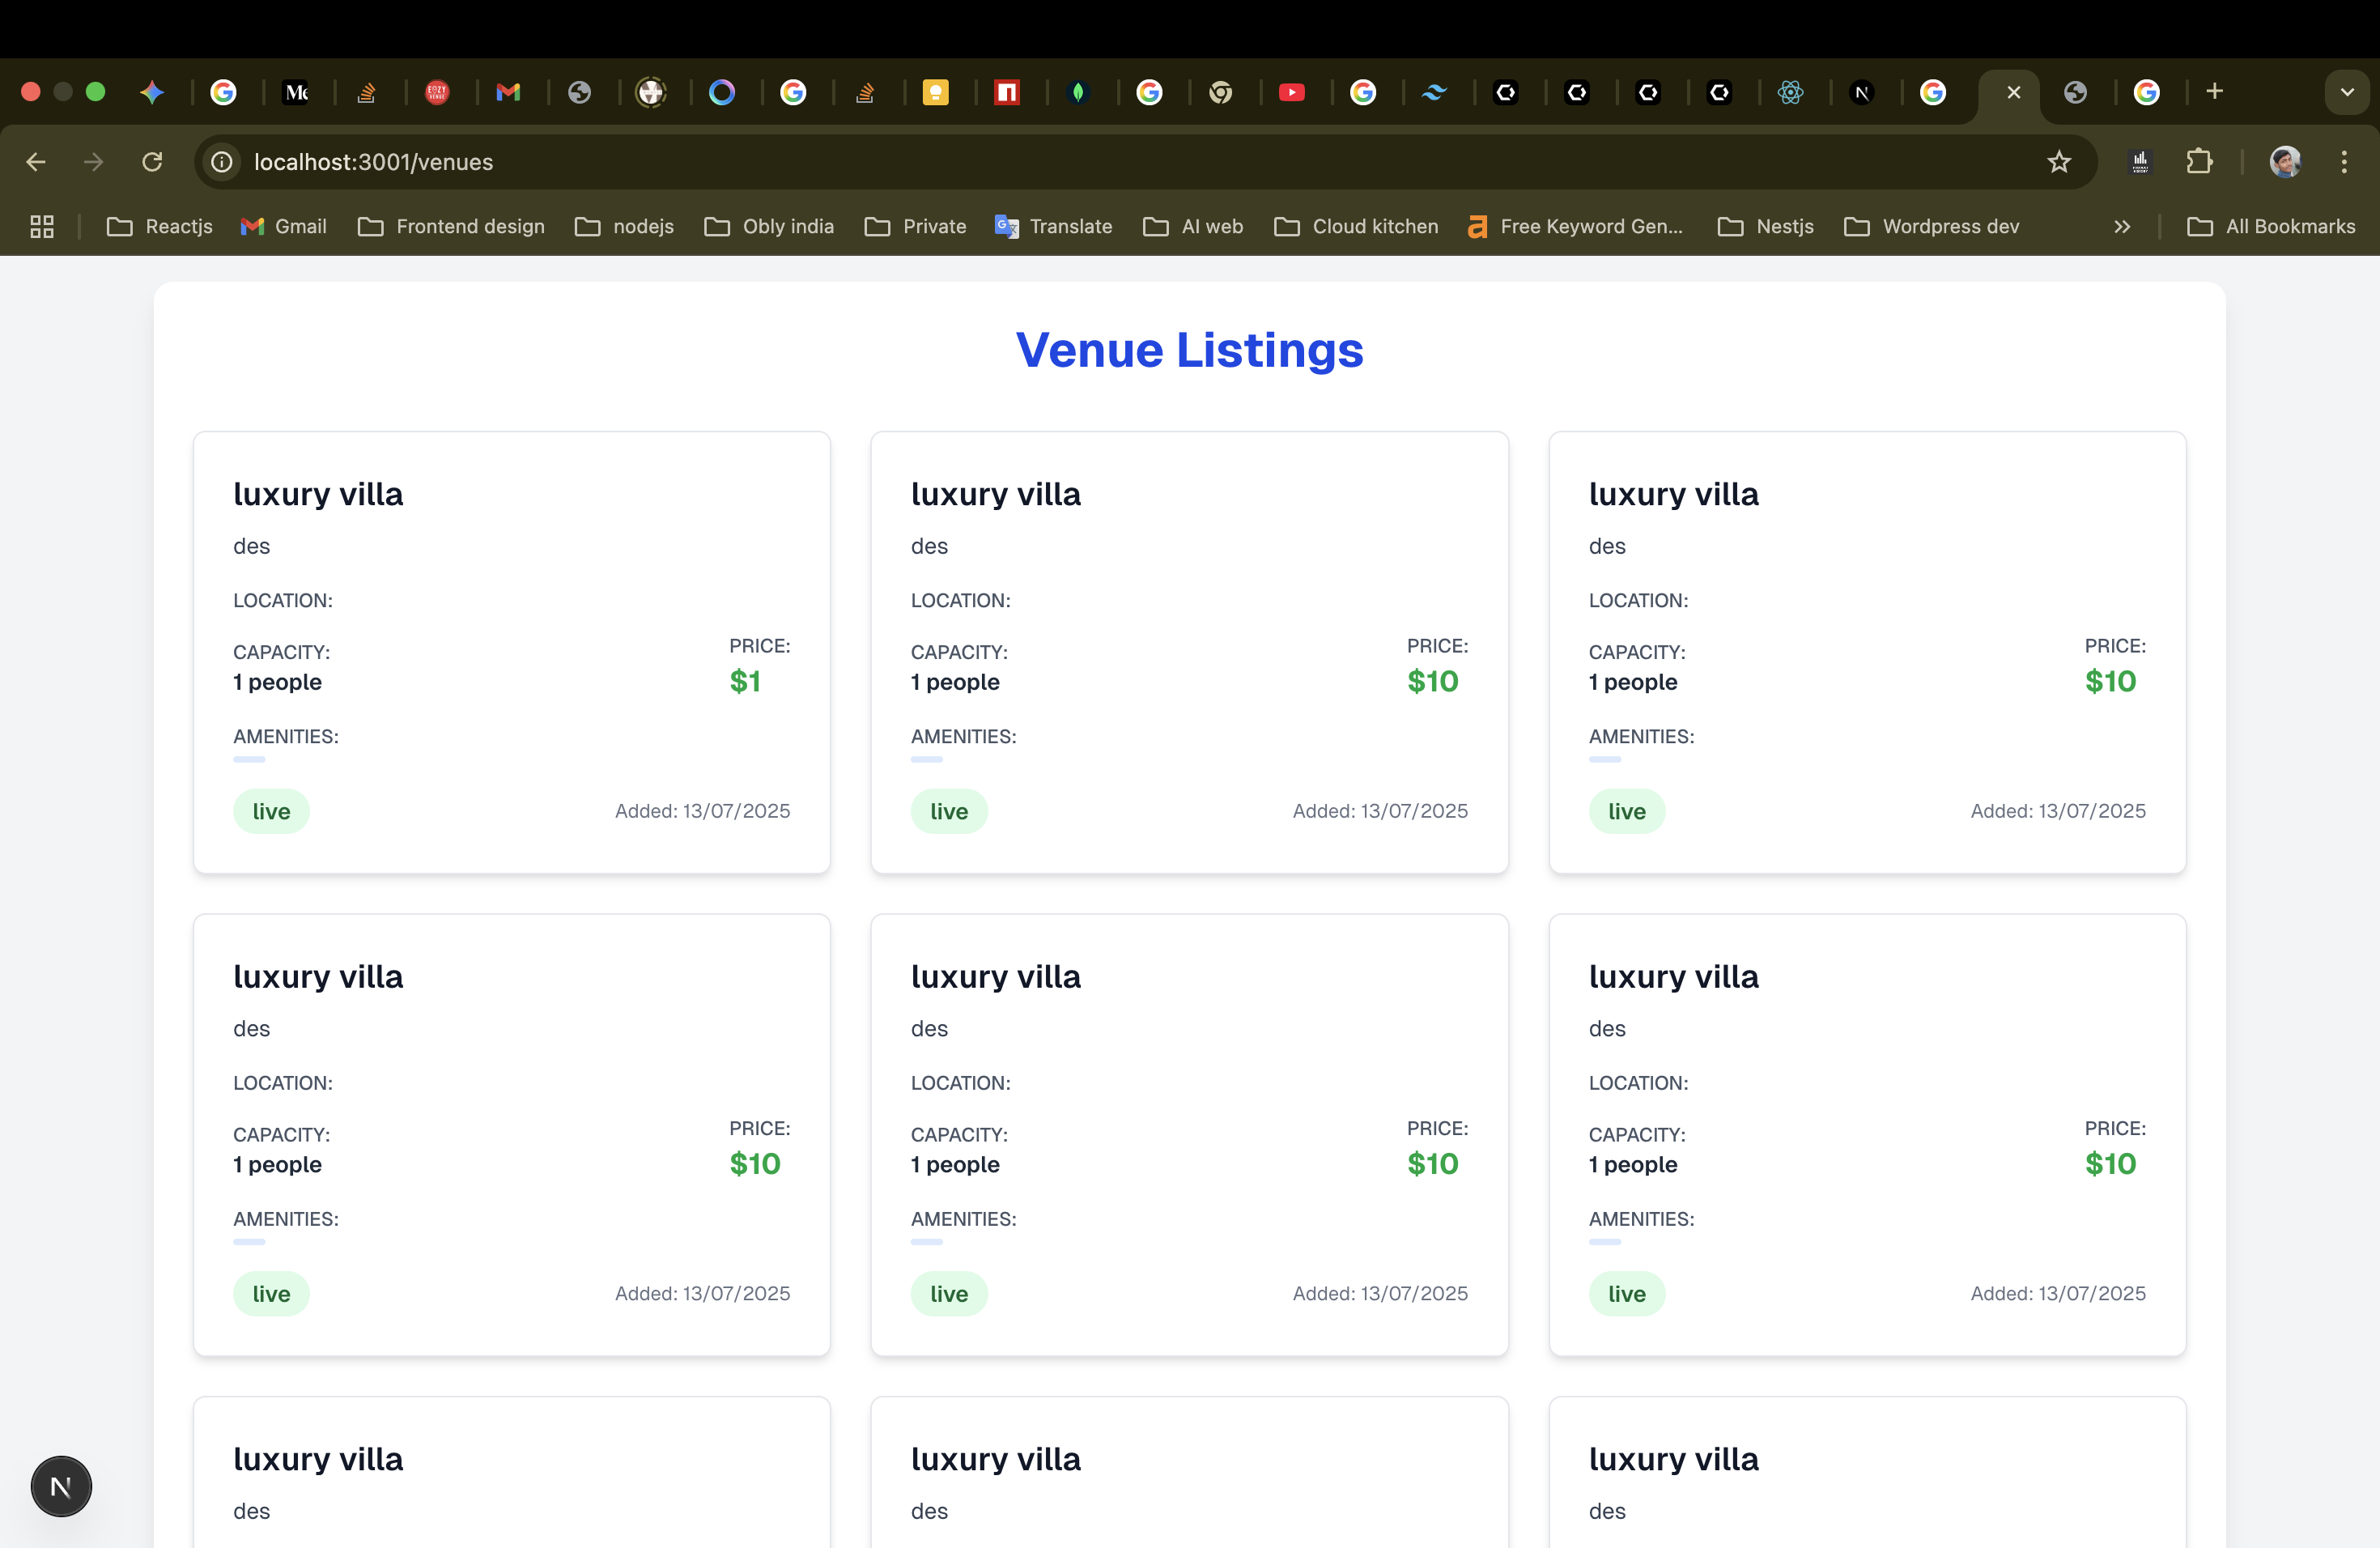 localhost:3001/venues
Reactjs Gmail Frontend design nodejs Obly india Private Translate AI web Cloud kitchen Free Keyword Gen... Nestjs Wordpress dev All Bookmarks
Venue Listings
luxury villa
des
LOCATION:
CAPACITY:
1 people
PRICE:
$1
AMENITIES:
live
Added: 13/07/2025
luxury villa
des
LOCATION:
CAPACITY:
1 people
PRICE:
$10
AMENITIES:
live
Added: 13/07/2025
luxury villa
des
LOCATION:
CAPACITY:
1 people
PRICE:
$10
AMENITIES:
live
Added: 13/07/2025
luxury villa
des
LOCATION:
CAPACITY:
1 people
PRICE:
$10
AMENITIES:
live
Added: 13/07/2025
luxury villa
des
LOCATION:
CAPACITY:
1 people
PRICE:
$10
AMENITIES:
live
Added: 13/07/2025
luxury villa
des
LOCATION:
CAPACITY:
1 people
PRICE:
$10
AMENITIES:
live
Added: 13/07/2025
luxury villa
des
luxury villa
des
luxury villa
des
N